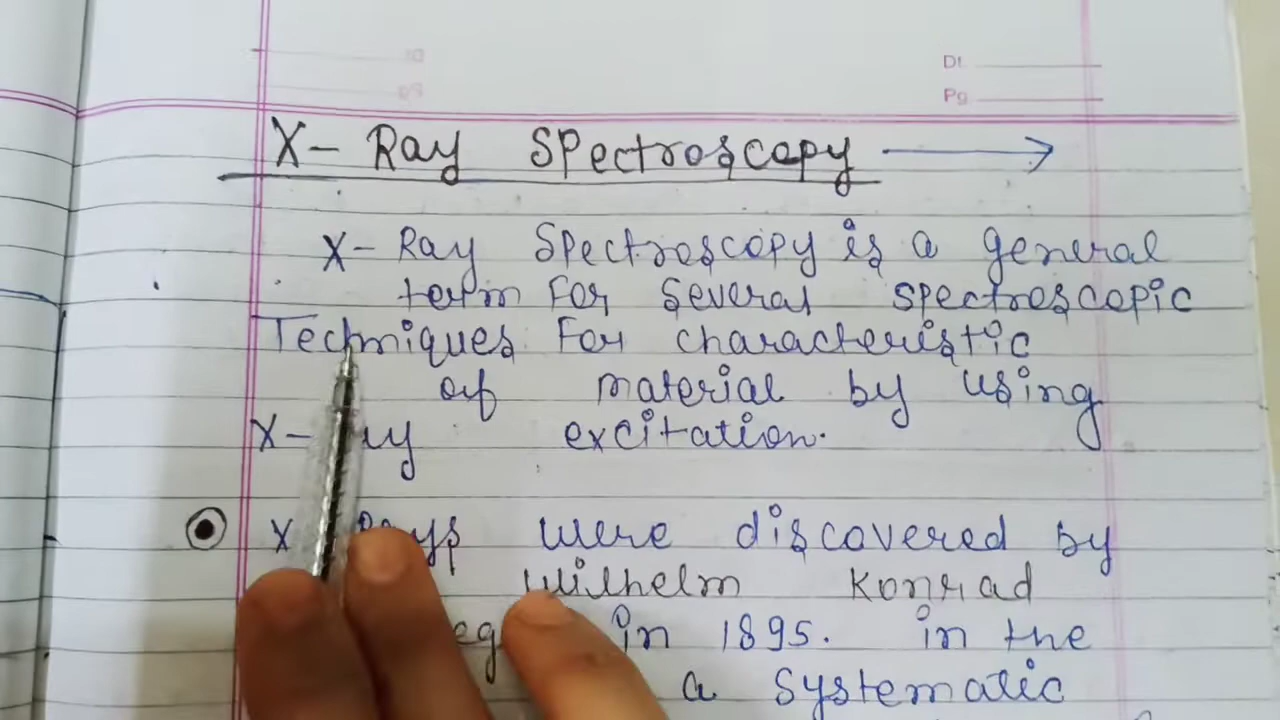 Dt.
Pg
X- Ray Spectroscopy
X- Ray Spectroscopy is a general
term for several spectroscopic
Techniques for characteristic
of material by using
X- excitation.
X were discovered by
Wilhelm Konrad
in 1895. in the
a systematic